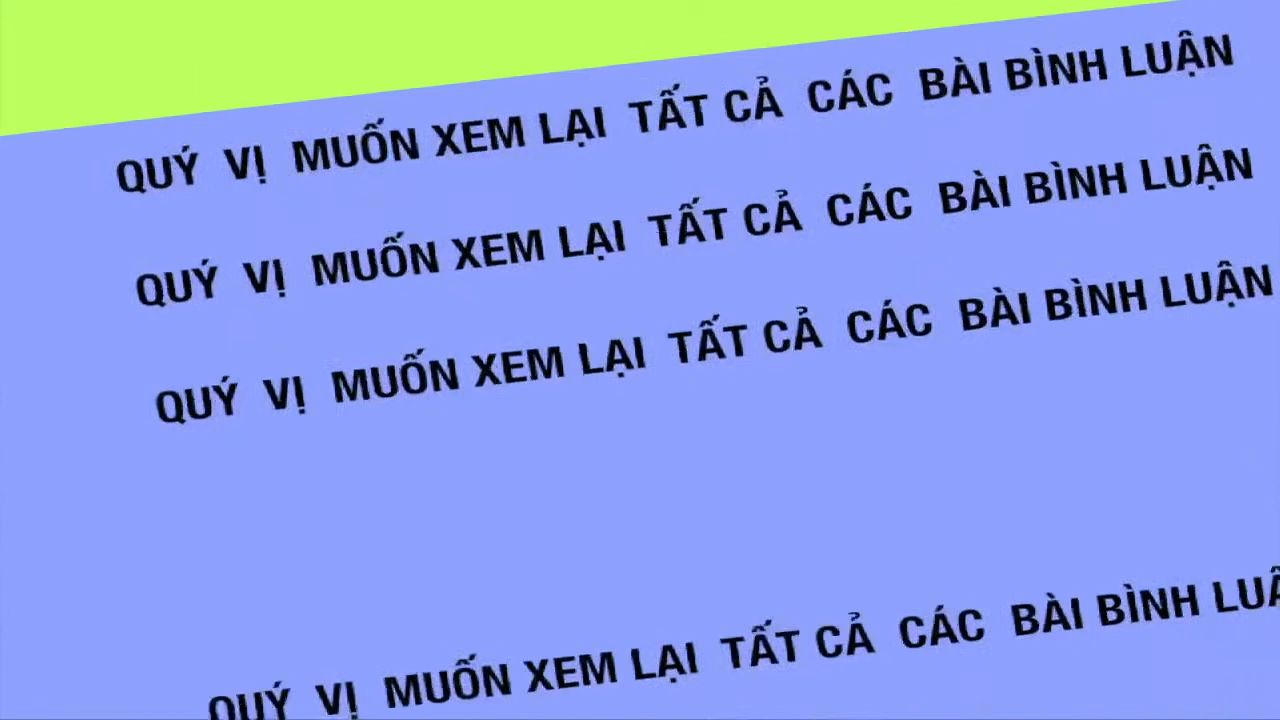 QUÝ VỊ MUỐN XEM LẠI TẤT CẢ CÁC BÀI BÌNH LUẬN
QUÝ VỊ MUỐN XEM LẠI TẤT CẢ CÁC BÀI BÌNH LUẬN
QUÝ VỊ MUỐN XEM LẠI TẤT CẢ CÁC BÀI BÌNH LUẬN
QUÝ VỊ MUỐN XEM LẠI TẤT CẢ CÁC BÀI BÌNH